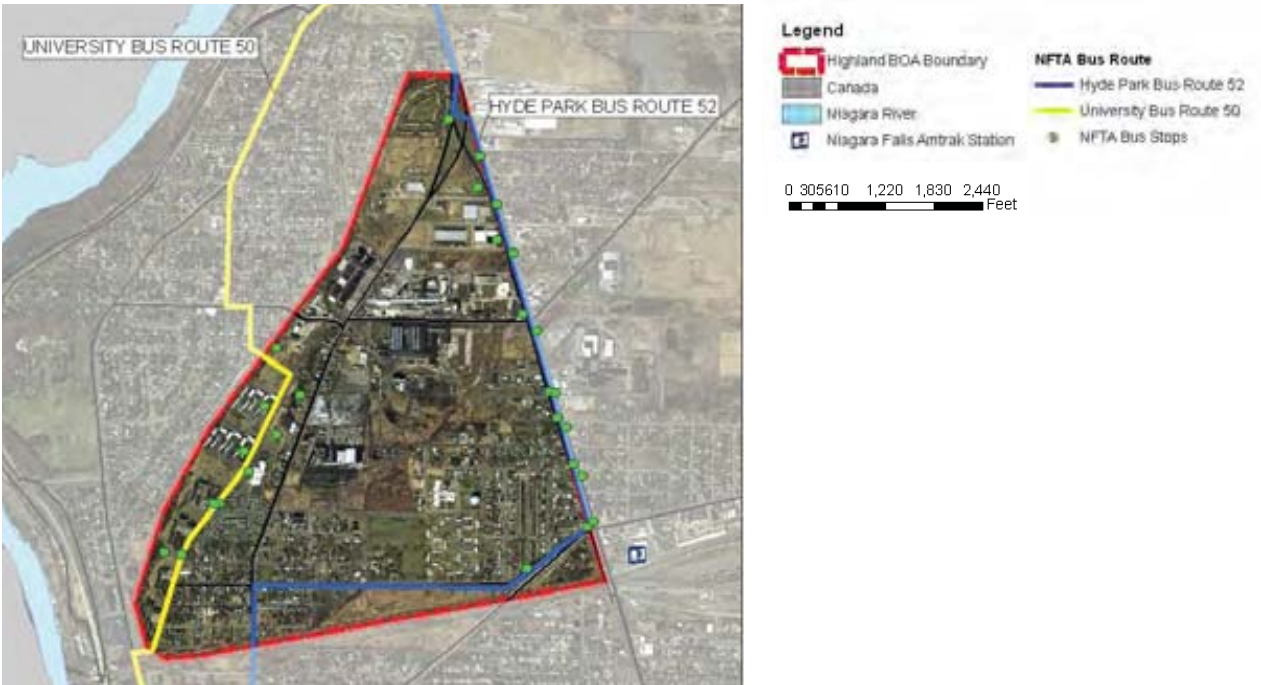 UNIVERSITY BUS ROUTE 50
HYDE PARK BUS ROUTE 52
Legend
Highland BOA Boundary
Canada
Niagara River
Niagara Falls Amtrak Station
NFTA Bus Route
Hyde Park Bus Route 52
University Bus Route 50
NFTA Bus Stops
0 305610 1,220 1,830 2,440
Feet